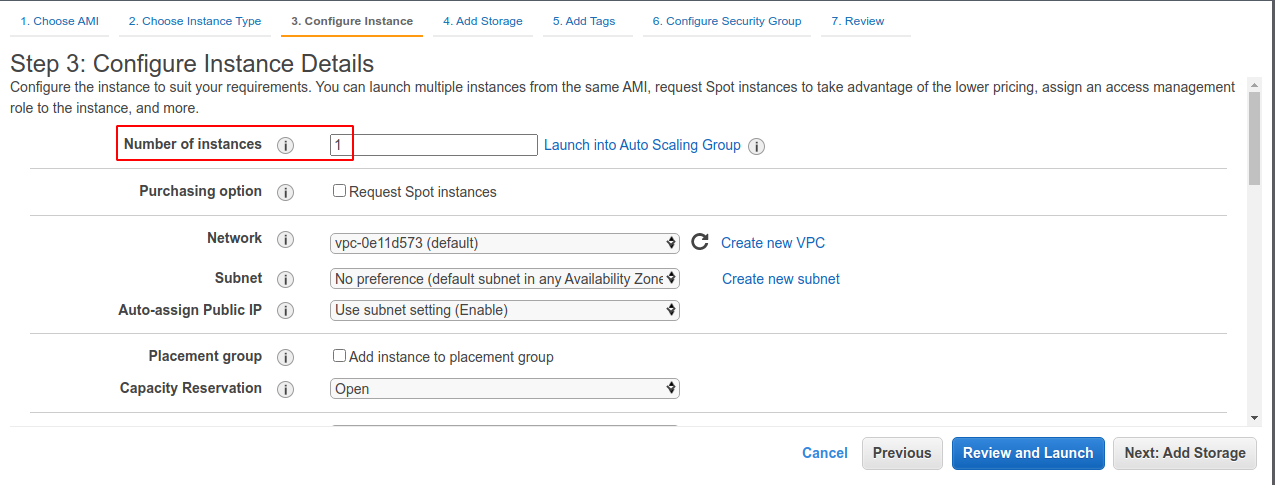 1. Choose AMI 2. Choose Instance Type 3. Configure Instance 4. Add Storage 5. Add Tags 6. Configure Security Group 7. Review
Step 3: Configure Instance Details
Configure the instance to suit your requirements. You can launch multiple instances from the same AMI, request Spot instances to take advantage of the lower pricing, assign an access management
role to the instance, and more.
Number of instances i 1 Launch into Auto Scaling Group i
Purchasing option i Request Spot instances
Network i vpc-0e11d573 (default) Create new VPC
Subnet i No preference (default subnet in any Availability Zone Create new subnet
Auto-assign Public IP i Use subnet setting (Enable)
Placement group i Add instance to placement group
Capacity Reservation i Open
Cancel Previous Review and Launch Next: Add Storage